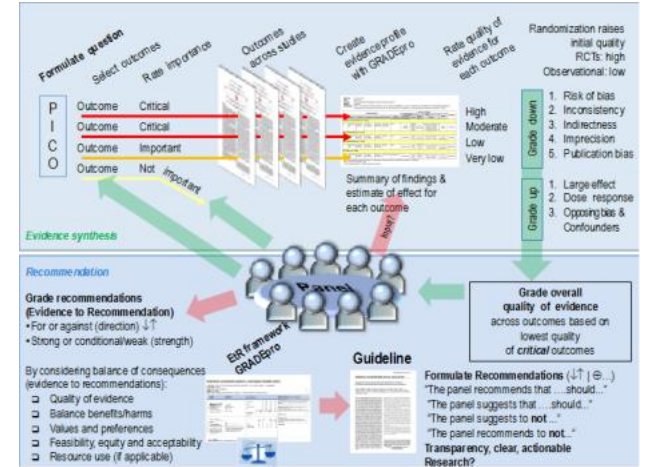 Formulate question
Select outcomes
Rate importance
Outcomes
across studies
Create
evidence profile
with GRADEpro
Rate quality of
evidence for
each outcome
Randomization raises
initial quality
RCTs: high
Observational: low
P
I
C
O
Outcome Critical
Outcome Critical
Outcome Important
Outcome Not important
High
Moderate
Low
Very low
Summary of findings &
estimate of effect for
each outcome
Grade down
1. Risk of bias
2. Inconsistency
3. Indirectness
4. Imprecision
5. Publication bias
Grade up
1. Large effect
2. Dose response
3. Opposing bias &
Confounders
Evidence synthesis
Input?
Panel
Recommendation
Grade recommendations
(Evidence to Recommendation)
• For or against (direction) ↓↑
• Strong or conditional/weak (strength)
By considering balance of consequences
(evidence to recommendations):
❑ Quality of evidence
❑ Balance benefits/harms
❑ Values and preferences
❑ Feasibility, equity and acceptability
❑ Resource use (if applicable)
EtR framework
GRADEpro
Guideline
Grade overall
quality of evidence
across outcomes based on
lowest quality
of critical outcomes
Formulate Recommendations (↓↑ | ⊕...)
"The panel recommends that ....should..."
"The panel suggests that ....should..."
"The panel suggests to not ..."
"The panel recommends to not..."
Transparency, clear, actionable
Research?